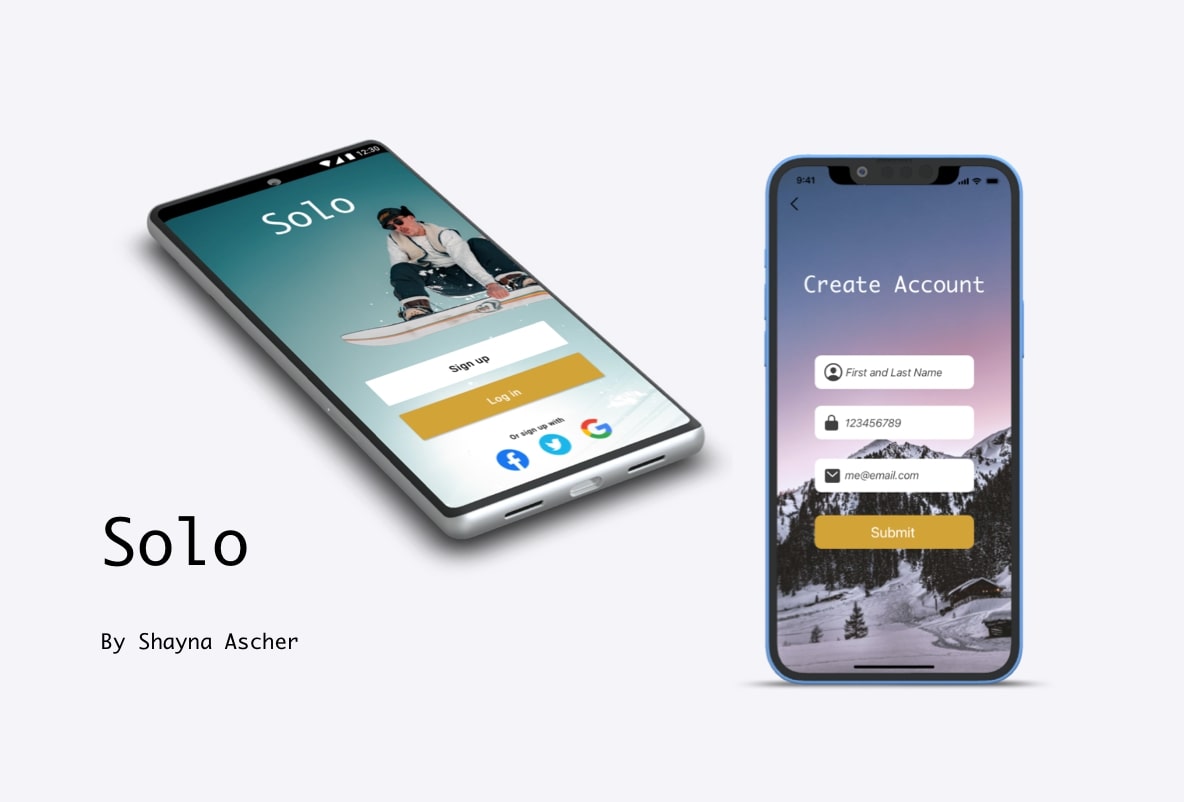 12:30
Solo
Sign up
Log in
Or sign up with
Solo
By Shayna Ascher
9:41
Create Account
First and Last Name
123456789
me@email.com
Submit